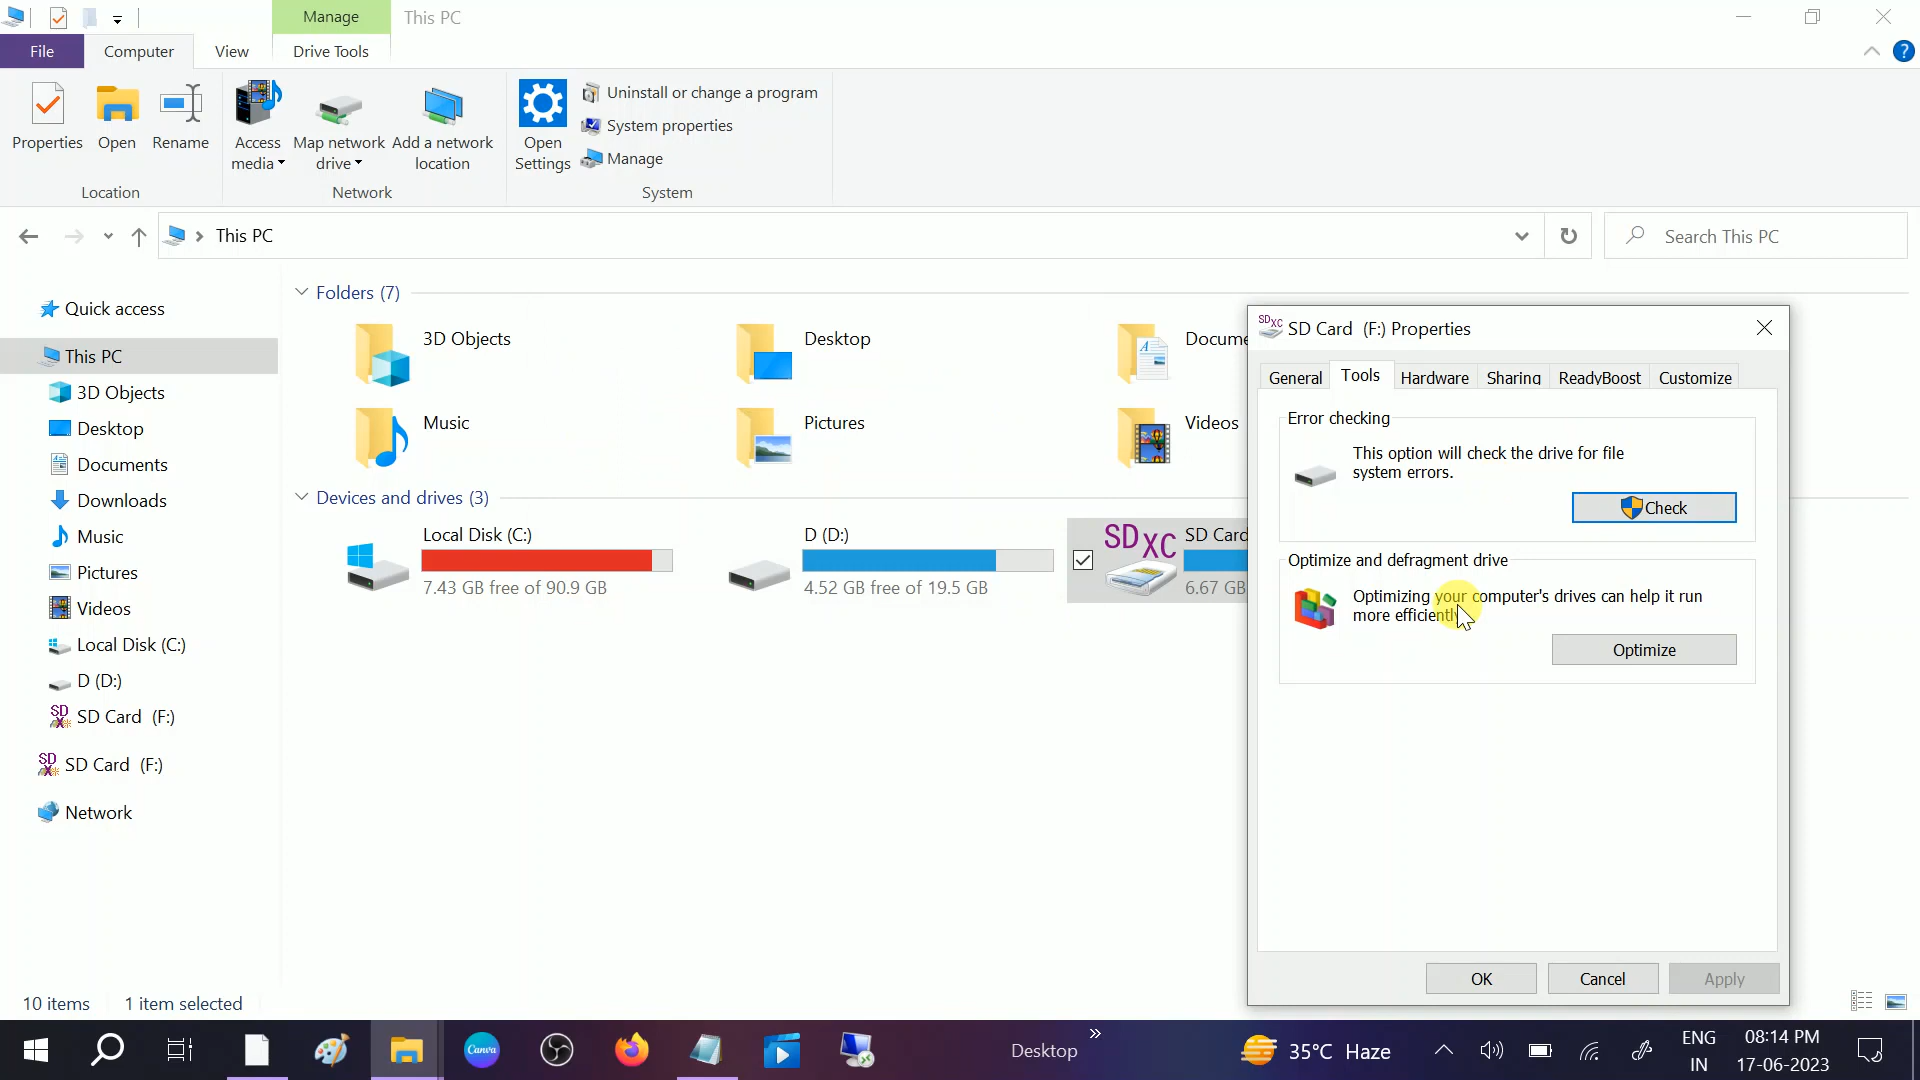 Manage
This PC
File
Computer
View
Drive Tools
Properties
Open
Rename
Access
media
Map network
drive
Add a network
location
Open
Settings
Uninstall or change a program
System properties
Manage
Location
Network
System
This PC
Search This PC
Quick access
This PC
3D Objects
Desktop
Documents
Downloads
Music
Pictures
Videos
Local Disk (C:)
D (D:)
SD Card (F:)
SD Card (F:)
Network
Folders (7)
3D Objects
Desktop
Docume
Music
Pictures
Videos
Devices and drives (3)
Local Disk (C:)
7.43 GB free of 90.9 GB
D (D:)
4.52 GB free of 19.5 GB
SDXC
SD Card
6.67 GB
SD Card (F:) Properties
General
Tools
Hardware
Sharing
ReadyBoost
Customize
Error checking
This option will check the drive for file
system errors.
Check
Optimize and defragment drive
Optimizing your computer's drives can help it run
more efficiently
Optimize
OK
Cancel
Apply
10 items
1 item selected
Canva
Desktop
35°C Haze
ENG
IN
08:14 PM
17-06-2023